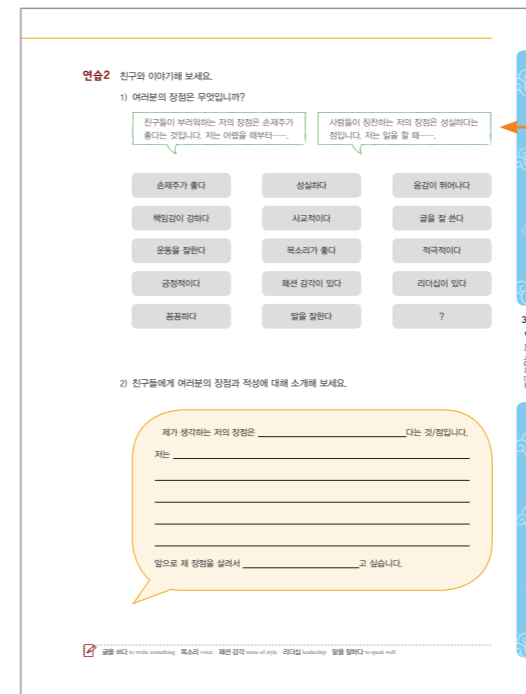 연습2 친구와 이야기해 보세요.
1) 여러분의 장점은 무엇입니까?
친구들이 부러워하는 저의 장점은 손재주가
좋다는 것입니다. 저는 어렸을 때부터…….
사람들이 칭찬하는 저의 장점은 성실하다는
점입니다. 저는 일을 할 때…….
손재주가 좋다 성실하다 음감이 뛰어나다
책임감이 강하다 사교적이다 글을 잘 쓴다
운동을 잘한다 목소리가 좋다 적극적이다
긍정적이다 패션 감각이 있다 리더십이 있다
꼼꼼하다 말을 잘한다 ?
2) 친구들에게 여러분의 장점과 적성에 대해 소개해 보세요.
제가 생각하는 저의 장점은 다는 것/점입니다.
저는
앞으로 제 장점을 살려서 고 싶습니다.
글을 쓰다 to write something 목소리 voice 패션 감각 sense of style 리더십 leadership 말을 잘하다 to speak well